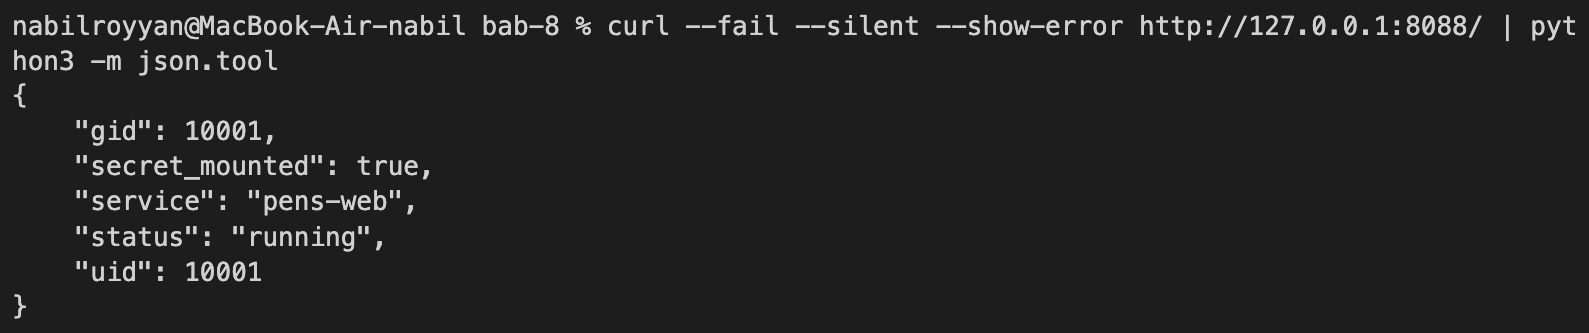 nabilroyyan@MacBook-Air-nabil bab-8 % curl --fail --silent --show-error http://127.0.0.1:8088/ | pyt
hon3 -m json.tool
{
    "gid": 10001,
    "secret_mounted": true,
    "service": "pens-web",
    "status": "running",
    "uid": 10001
}